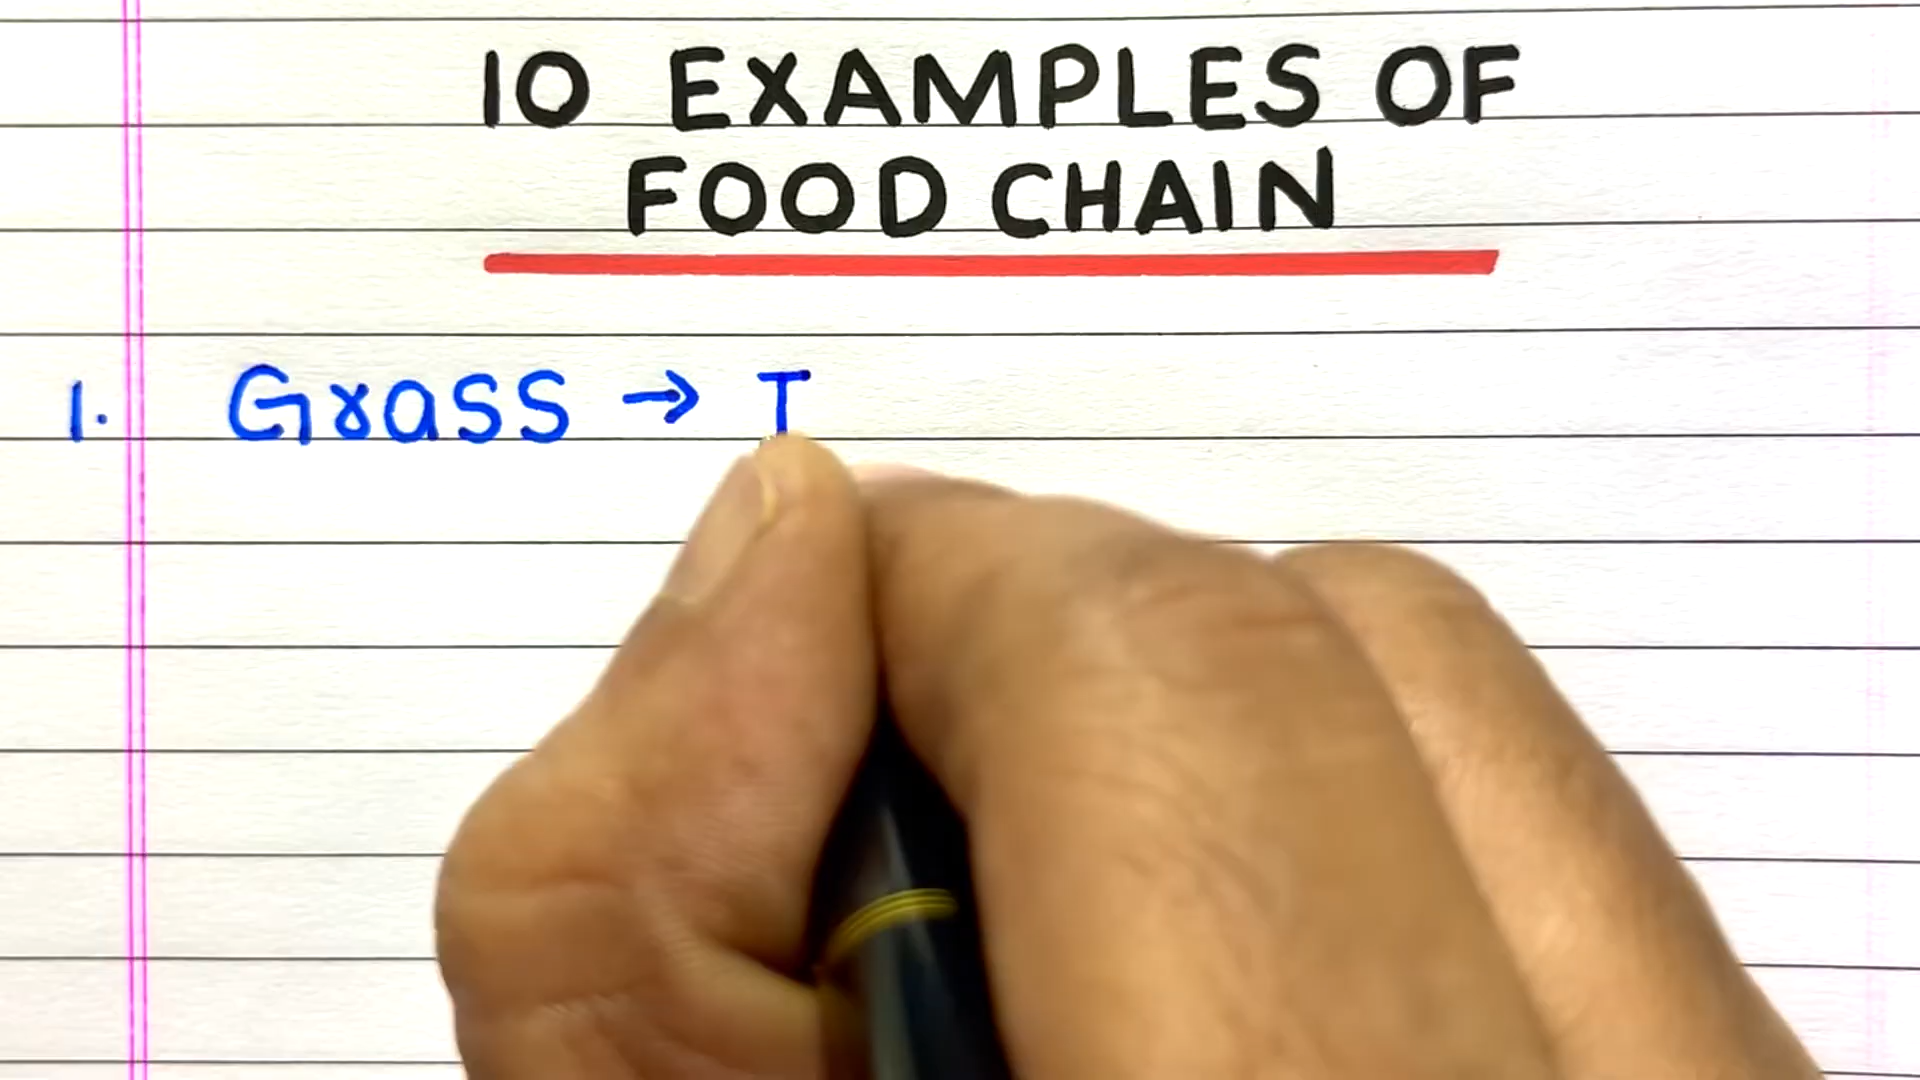 10 EXAMPLES OF
FOOD CHAIN
1. Grass → I